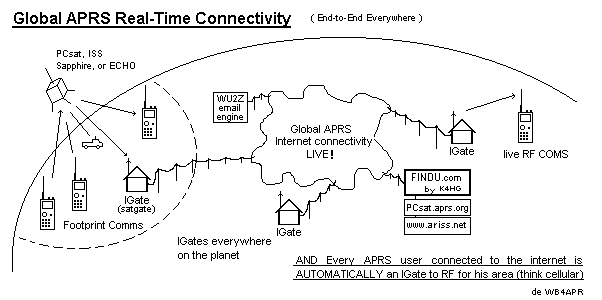 Global APRS Real-Time Connectivity ( End-to-End Everywhere )
PCsat, ISS
Sapphire, or ECHO
WU2Z
email
engine
Global APRS
Internet connectivity
LIVE!
IGate
live RF COMS
FINDU.com
by K4HG
PCsat.aprs.org
www.ariss.net
IGate
(satgate)
Footprint Comms
IGate
IGates everywhere
on the planet
AND Every APRS user connected to the internet is
AUTOMATICALLY an IGate to RF for his area (think cellular)
de WB4APR